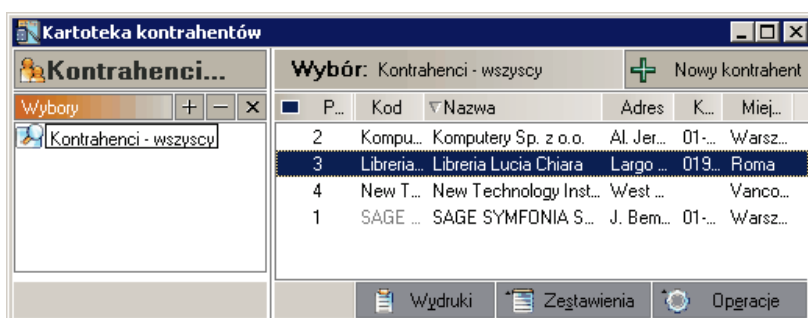 Kartoteka kontrahentów
Kontrahenci...
Wybór: Kontrahenci - wszyscy
Nowy kontrahent
Wybory
Kontrahenci - wszyscy
P... Kod Nazwa Adres K... Miej...
2 Kompu... Komputery Sp. z o.o. Al. Jer... 01-... Warsz...
3 Libreria... Libreria Lucia Chiara Largo ... 019... Roma
4 New T... New Technology Inst... West ... Vanco...
1 SAGE ... SAGE SYMFONIA S... J. Bem... 01-... Warsz...
Wydruki Zestawienia Operacje